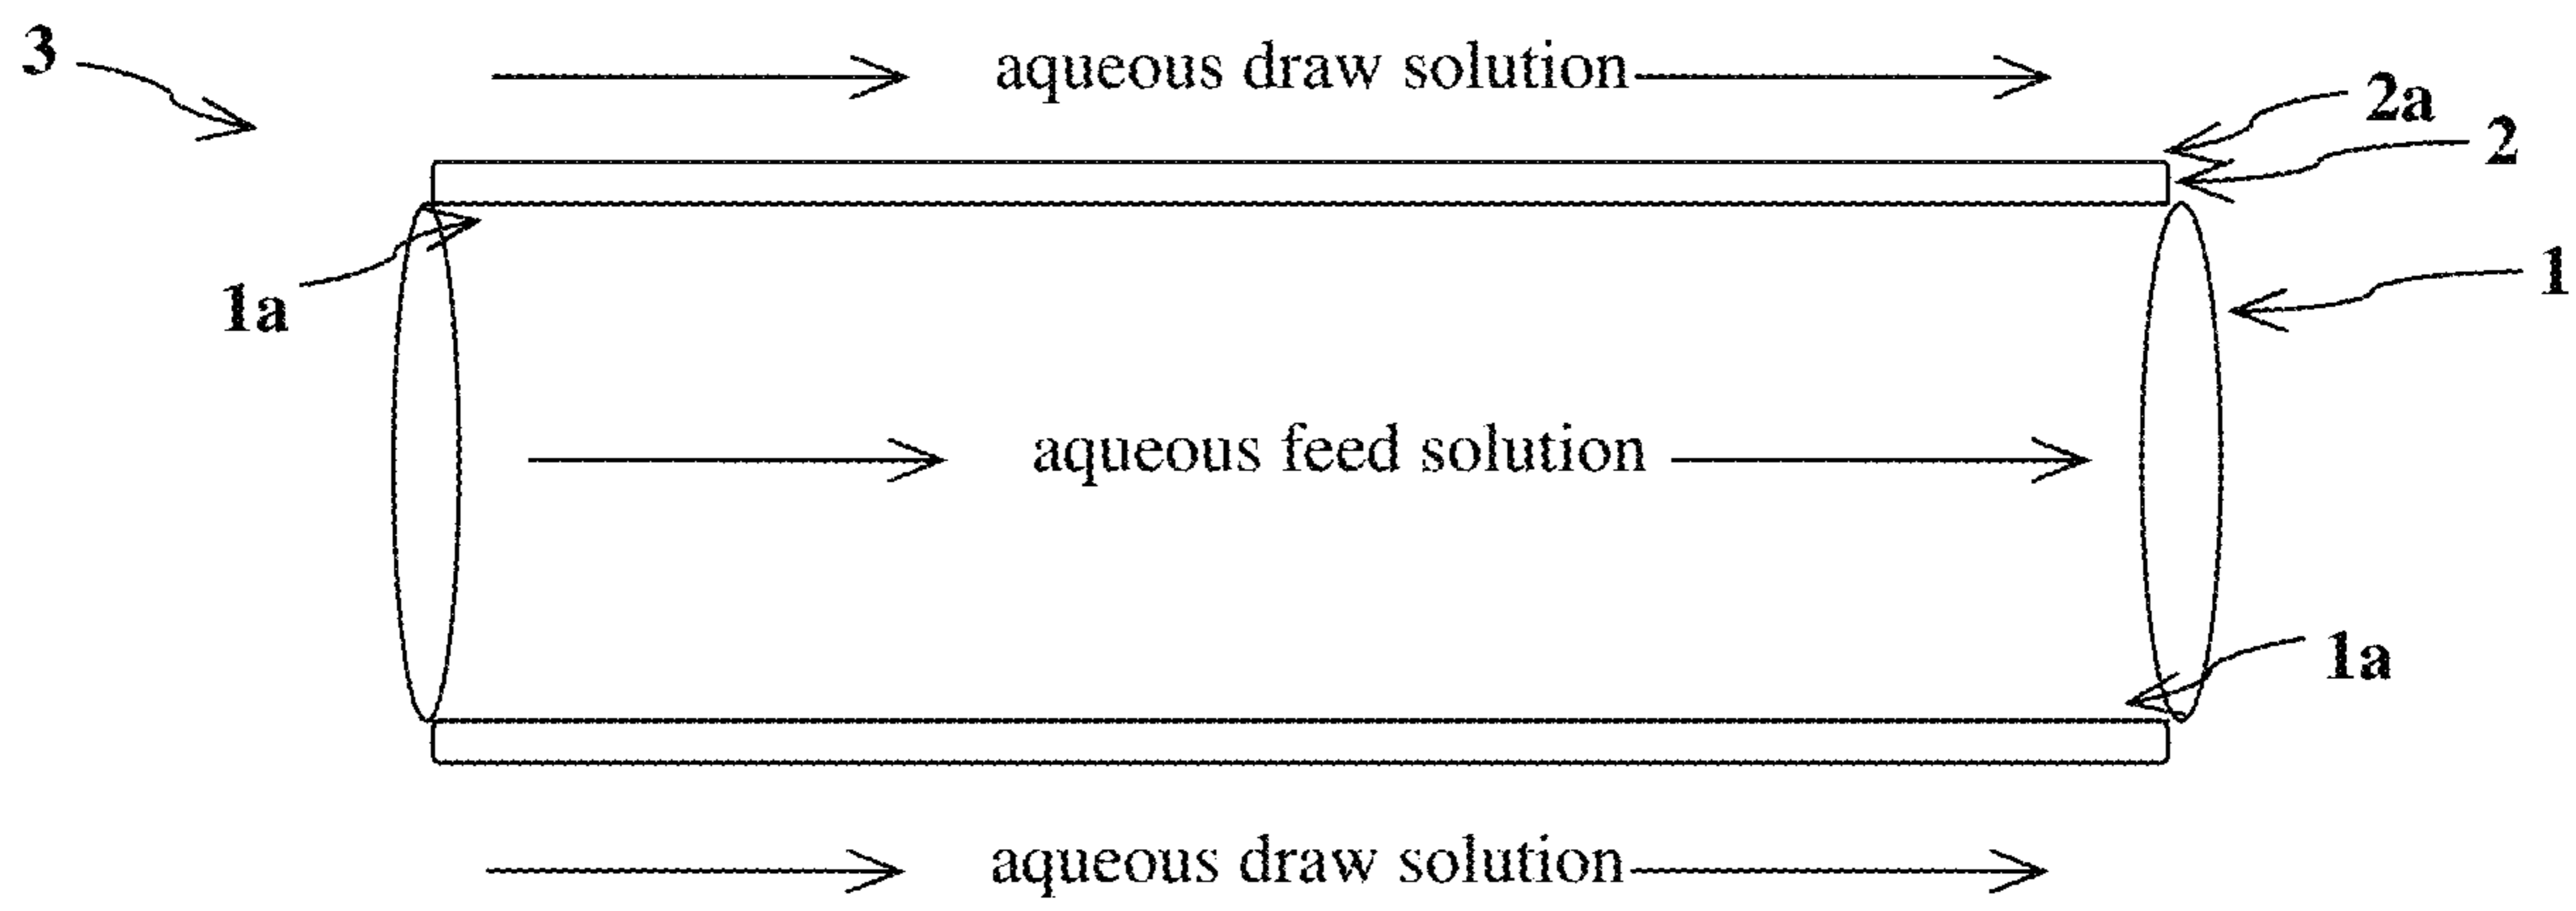 3
aqueous draw solution
2a
2
1a
1
aqueous feed solution
1a
aqueous draw solution